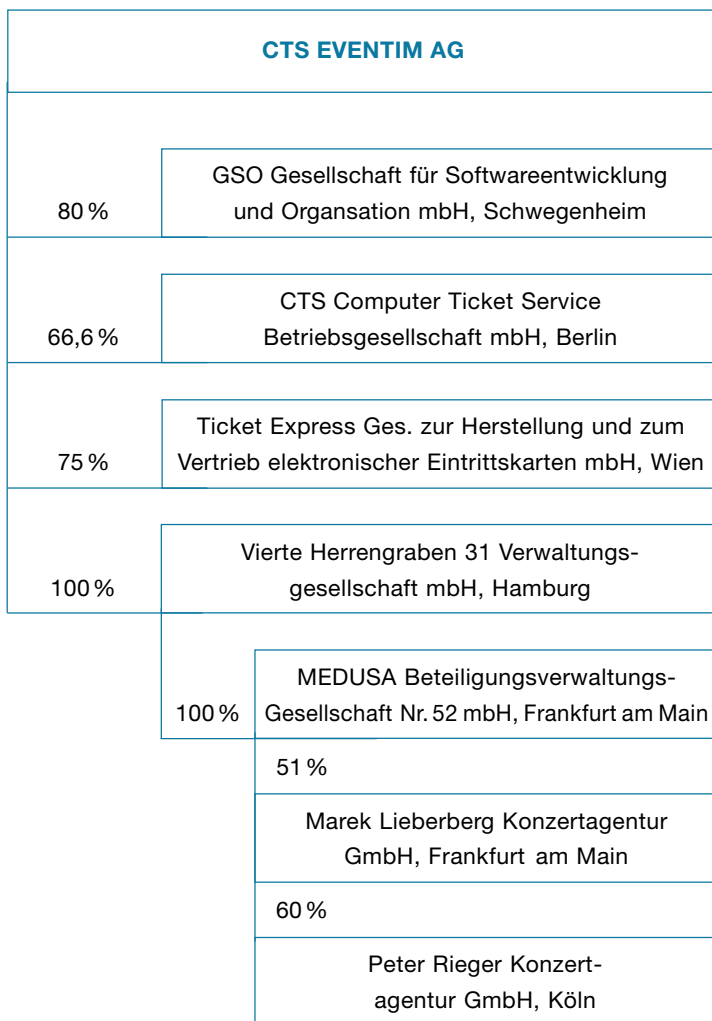 CTS EVENTIM AG
GSO Gesellschaft für Softwareentwicklung
80 % und Organsation mbH, Schwegenheim
CTS Computer Ticket Service
66,6 % Betriebsgesellschaft mbH, Berlin
Ticket Express Ges. zur Herstellung und zum
75 % Vertrieb elektronischer Eintrittskarten mbH, Wien
Vierte Herrengraben 31 Verwaltungs-
100 % gesellschaft mbH, Hamburg
MEDUSA Beteiligungsverwaltungs-
100 % Gesellschaft Nr. 52 mbH, Frankfurt am Main
51 %
Marek Lieberberg Konzertagentur
GmbH, Frankfurt am Main
60 %
Peter Rieger Konzert-
agentur GmbH, Köln